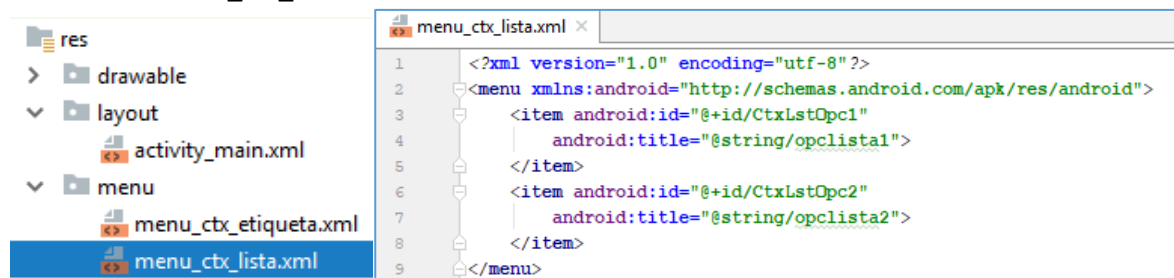 res
drawable
layout
activity_main.xml
menu
menu_ctx_etiqueta.xml
menu_ctx_lista.xml
menu_ctx_lista.xml
1 <?xml version="1.0" encoding="utf-8"?>
2 <menu xmlns:android="http://schemas.android.com/apk/res/android">
3 <item android:id="@+id/CtxLstOpc1"
4 android:title="@string/opclista1">
5 </item>
6 <item android:id="@+id/CtxLstOpc2"
7 android:title="@string/opclista2">
8 </item>
9 </menu>